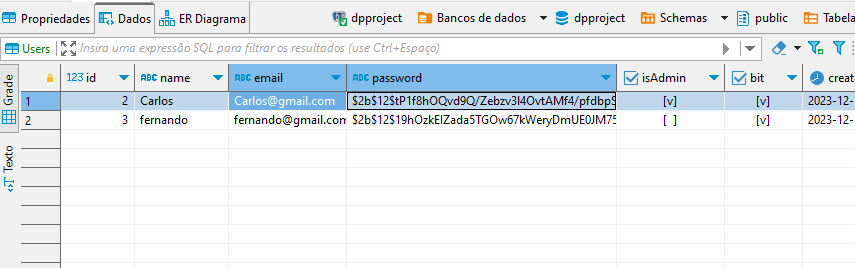 Propriedades Dados ER Diagrama dpproject Bancos de dados dpproject Schemas public Tabela
Users Insira uma expressão SQL para filtrar os resultados (use Ctrl+Espaço)
Grade
Texto
123 id ABC name ABC email ABC password isAdmin bit create
1 2 Carlos Carlos@gmail.com $2b$12$tP1f8hOQvd9Q/Zebzv3l4OvtAMf4/pfdbpS [v] [v] 2023-12-
2 3 fernando fernando@gmail.com $2b$12$19hOzkElZada5TGOw67kWeryDmUE0JM75 [ ] [v] 2023-12-